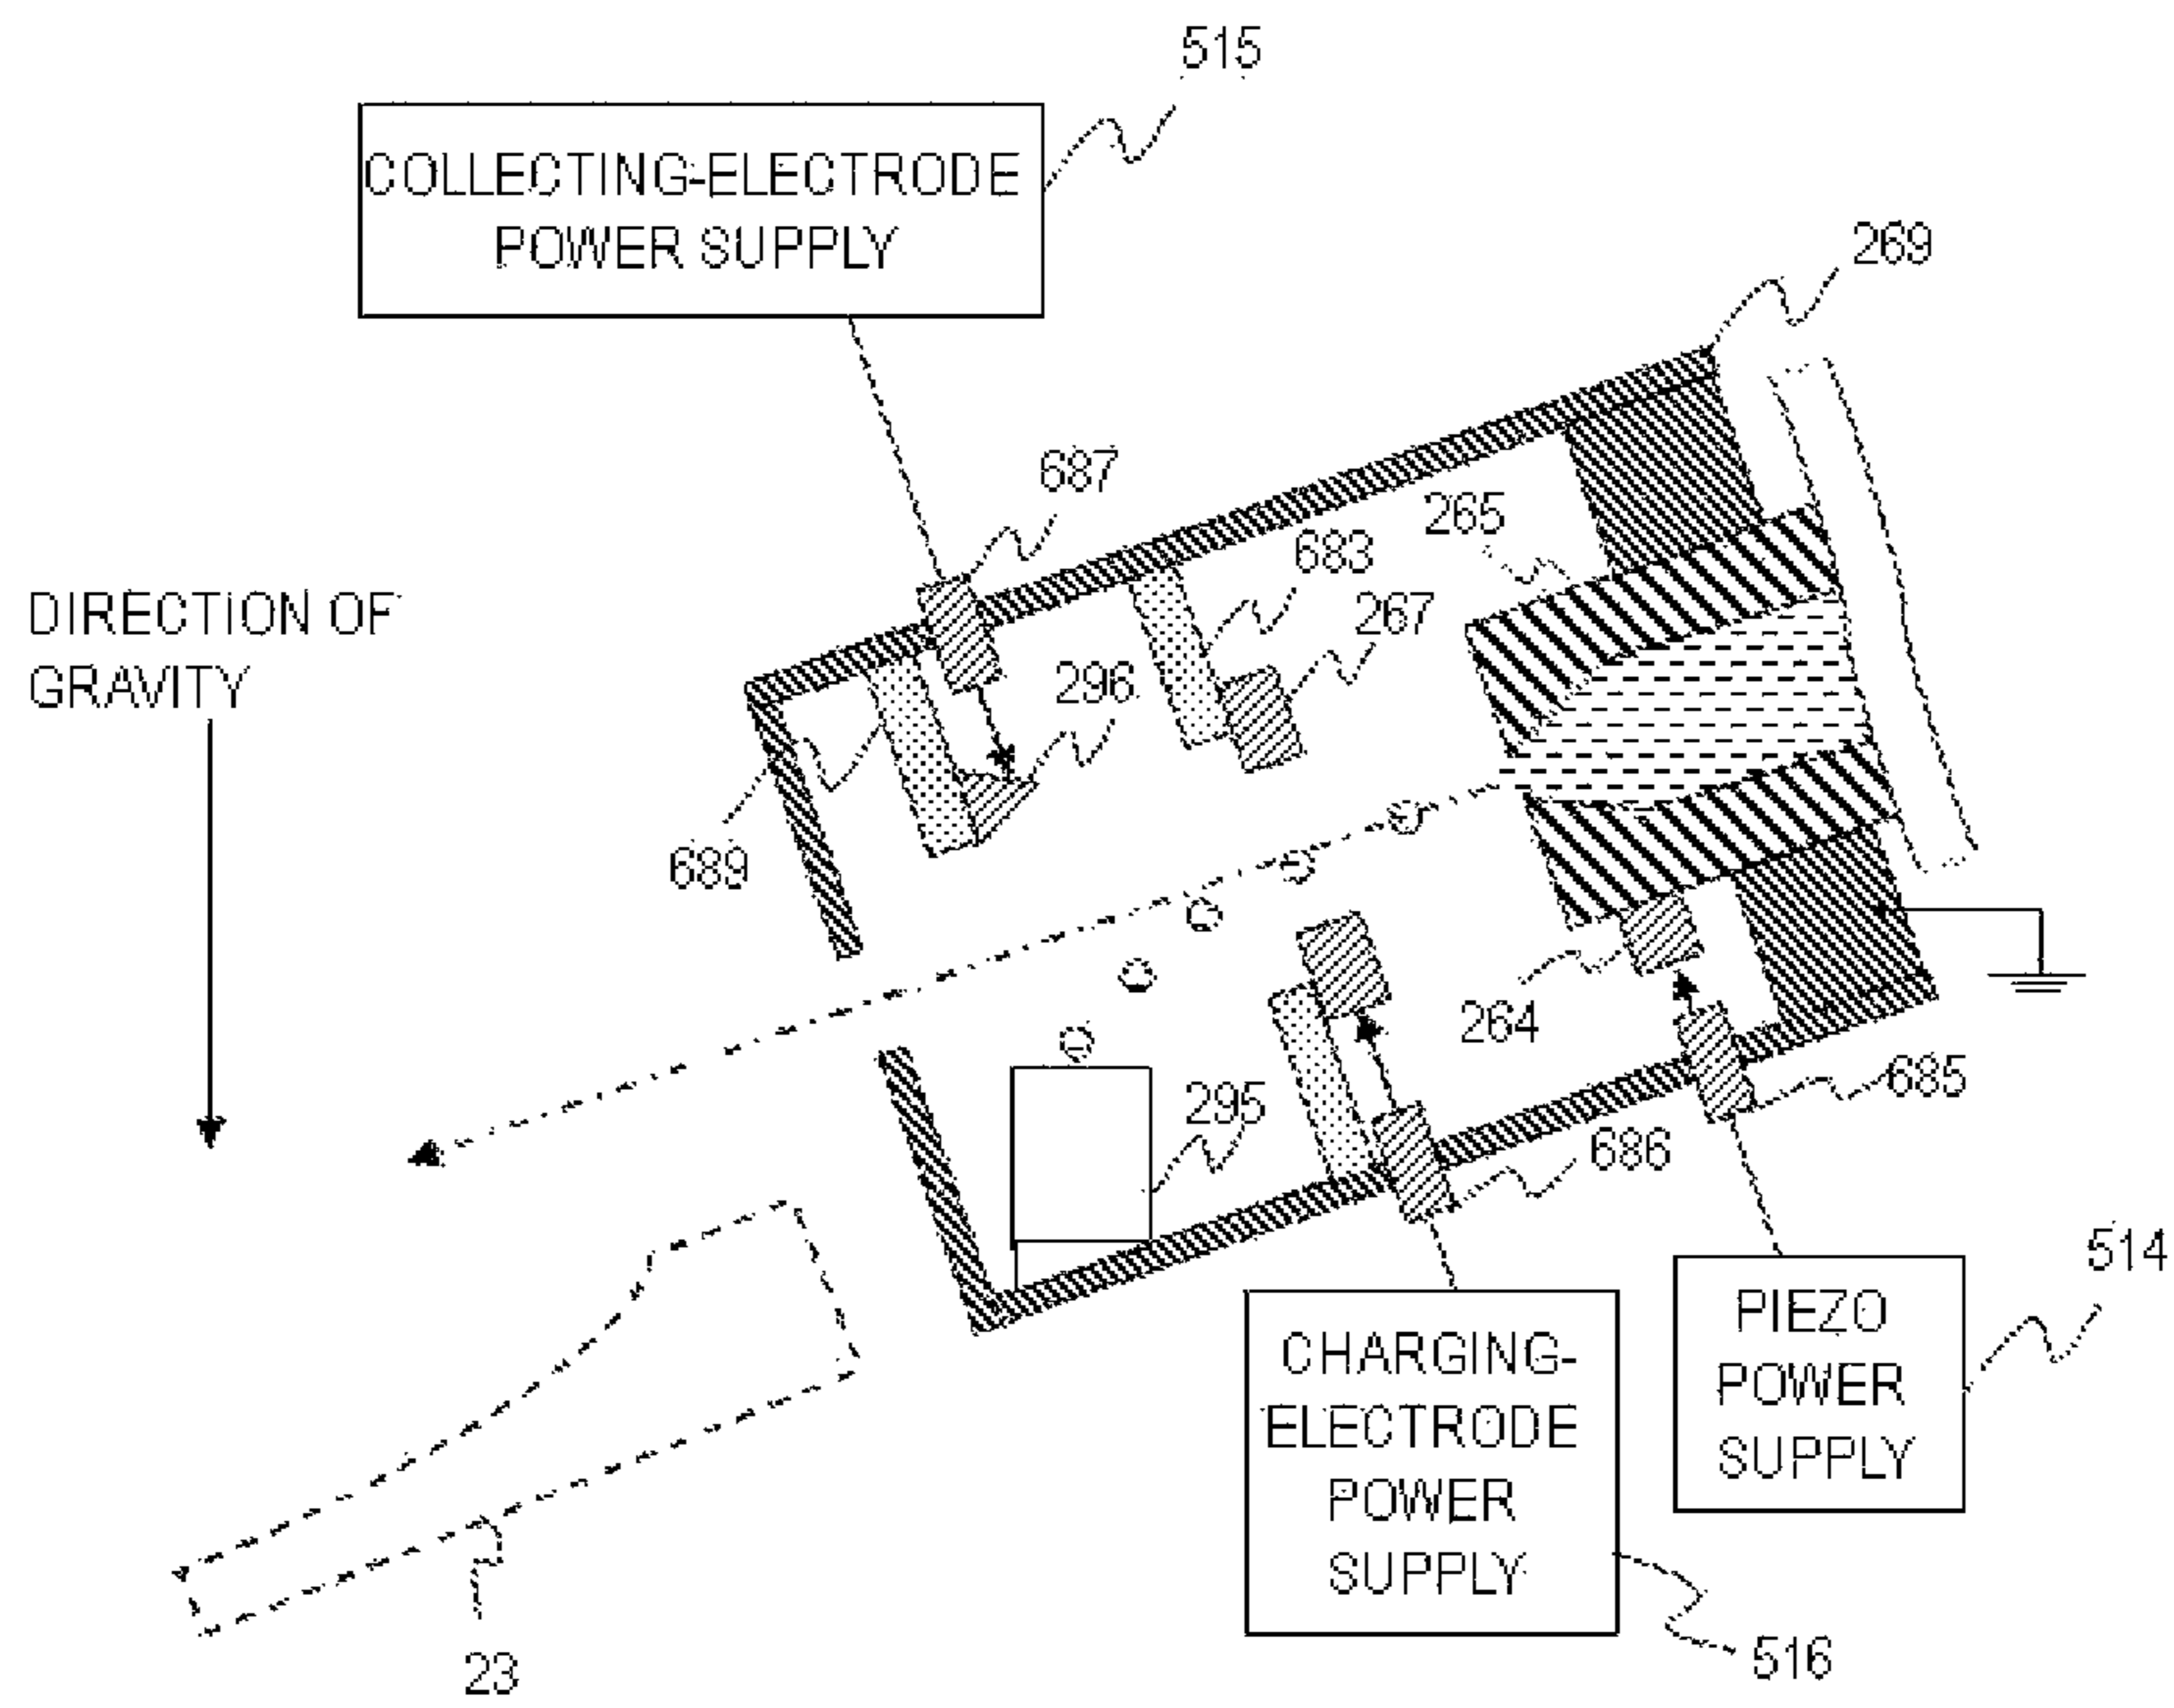 515
COLLECTING-ELECTRODE
POWER SUPPLY
269
687
265
683
267
DIRECTION OF
GRAVITY
296
689
264
685
295
686
514
PIEZO
POWER
SUPPLY
CHARGING-
ELECTRODE
POWER
SUPPLY
516
23